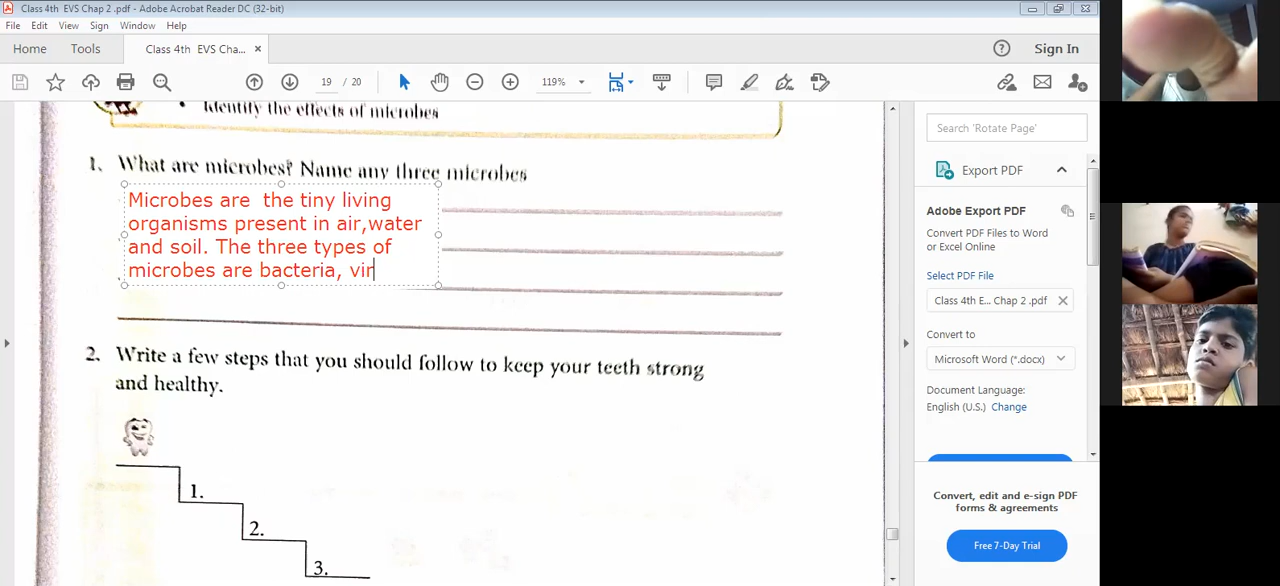 Class 4th EVS Chap 2 .pdf - Adobe Acrobat Reader DC (32-bit)
File Edit View Sign Window Help
Home Tools Class 4th EVS Cha... × Sign In
19 / 20 119%
• Identify the effects of microbes
1. What are microbes? Name any three microbes
Microbes are the tiny living
organisms present in air,water
and soil. The three types of
microbes are bacteria, vir
2. Write a few steps that you should follow to keep your teeth strong
and healthy.
1.
2.
3.
Search 'Rotate Page'
Export PDF
Adobe Export PDF
Convert PDF Files to Word
or Excel Online
Select PDF File
Class 4th E... Chap 2 .pdf
Convert to
Microsoft Word (*.docx)
Document Language:
English (U.S.) Change
Convert, edit and e-sign PDF
forms & agreements
Free 7-Day Trial